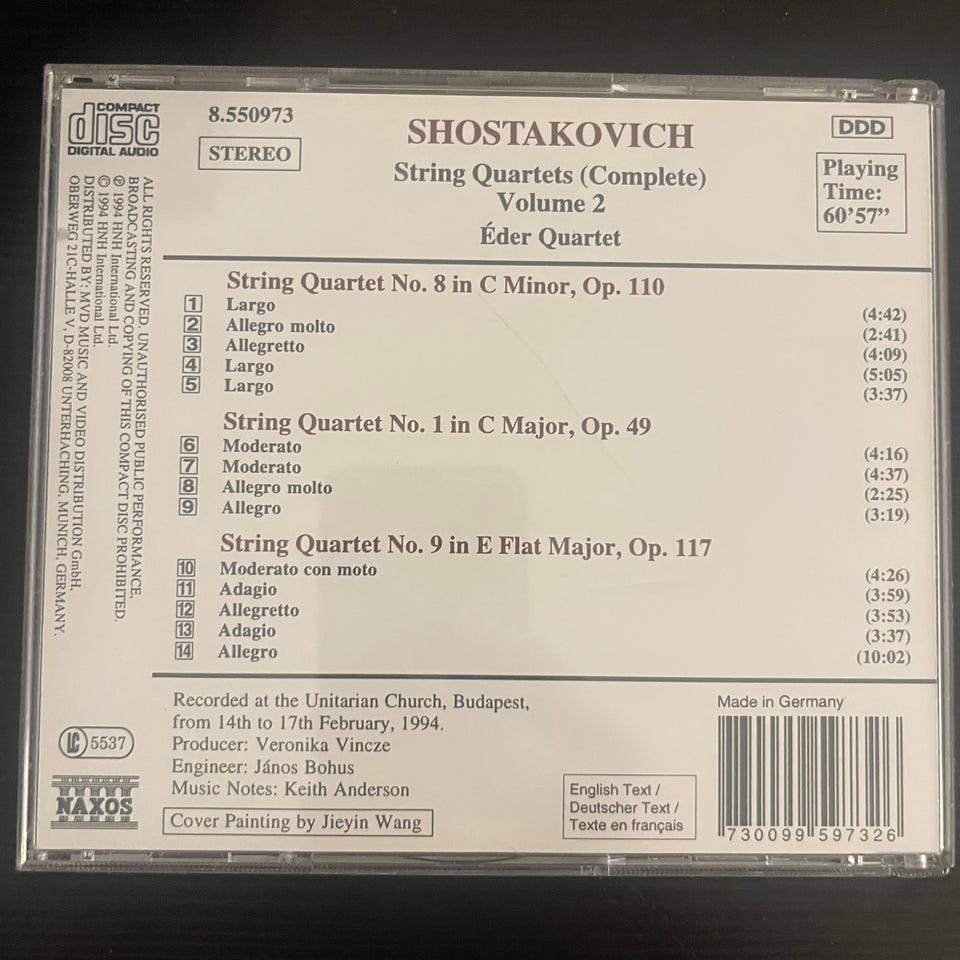 COMPACT
disc
DIGITAL AUDIO
8.550973
STEREO
SHOSTAKOVICH
String Quartets (Complete)
Volume 2
Éder Quartet
DDD
Playing
Time:
60’57”
ALL RIGHTS RESERVED. UNAUTHORISED PUBLIC PERFORMANCE,
BROADCASTING AND COPYING OF THIS COMPACT DISC PROHIBITED.
℗ 1994 HNH International Ltd.
© 1994 HNH International Ltd.
DISTRIBUTED BY: MVD MUSIC AND VIDEO DISTRIBUTION GmbH,
OBERWEG 21C-HALLE V, D-82008 UNTERHACHING, MUNICH, GERMANY.
String Quartet No. 8 in C Minor, Op. 110
1 Largo (4:42)
2 Allegro molto (2:41)
3 Allegretto (4:09)
4 Largo (5:05)
5 Largo (3:37)
String Quartet No. 1 in C Major, Op. 49
6 Moderato (4:16)
7 Moderato (4:37)
8 Allegro molto (2:25)
9 Allegro (3:19)
String Quartet No. 9 in E Flat Major, Op. 117
10 Moderato con moto (4:26)
11 Adagio (3:59)
12 Allegretto (3:53)
13 Adagio (3:37)
14 Allegro (10:02)
Recorded at the Unitarian Church, Budapest,
from 14th to 17th February, 1994.
Producer: Veronika Vincze
Engineer: János Bohus
Music Notes: Keith Anderson
Cover Painting by Jieyin Wang
LC 5537
NAXOS
English Text /
Deutscher Text /
Texte en français
Made in Germany
7 30099 59732 6